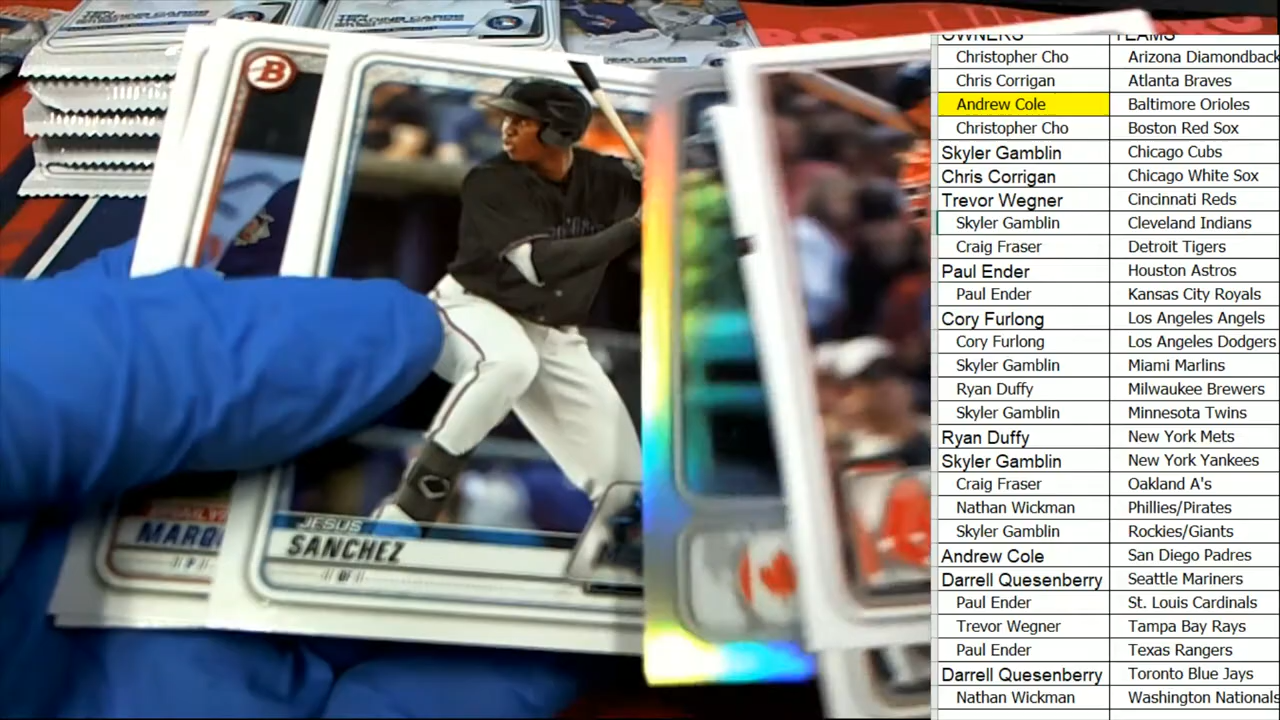 OWNERS TEAMS
Christopher Cho Arizona Diamondback
Chris Corrigan Atlanta Braves
Andrew Cole Baltimore Orioles
Christopher Cho Boston Red Sox
Skyler Gamblin Chicago Cubs
Chris Corrigan Chicago White Sox
Trevor Wegner Cincinnati Reds
Skyler Gamblin Cleveland Indians
Craig Fraser Detroit Tigers
Paul Ender Houston Astros
Paul Ender Kansas City Royals
Cory Furlong Los Angeles Angels
Cory Furlong Los Angeles Dodgers
Skyler Gamblin Miami Marlins
Ryan Duffy Milwaukee Brewers
Skyler Gamblin Minnesota Twins
Ryan Duffy New York Mets
Skyler Gamblin New York Yankees
Craig Fraser Oakland A's
Nathan Wickman Phillies/Pirates
Skyler Gamblin Rockies/Giants
Andrew Cole San Diego Padres
Darrell Quesenberry Seattle Mariners
Paul Ender St. Louis Cardinals
Trevor Wegner Tampa Bay Rays
Paul Ender Texas Rangers
Darrell Quesenberry Toronto Blue Jays
Nathan Wickman Washington Nationals
B
MARQ
P
JESUS
SANCHEZ
OF